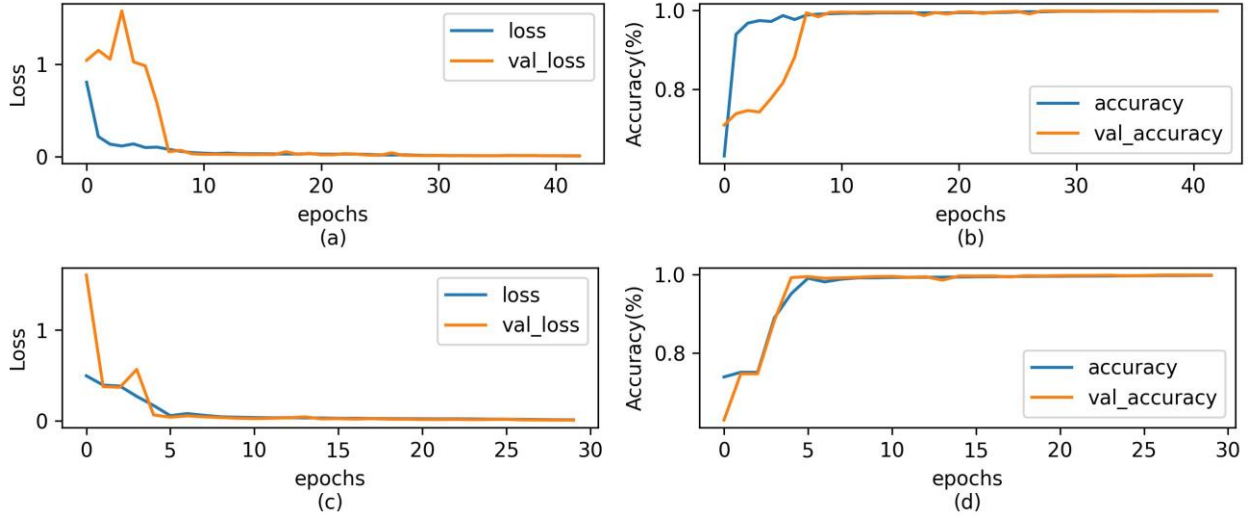 Loss
1
0
loss
val_loss
0 10 20 30 40
epochs
(a)
Accuracy(%)
1.0
0.8
accuracy
val_accuracy
0 10 20 30 40
epochs
(b)
Loss
1
0
loss
val_loss
0 5 10 15 20 25 30
epochs
(c)
Accuracy(%)
1.0
0.8
accuracy
val_accuracy
0 5 10 15 20 25 30
epochs
(d)